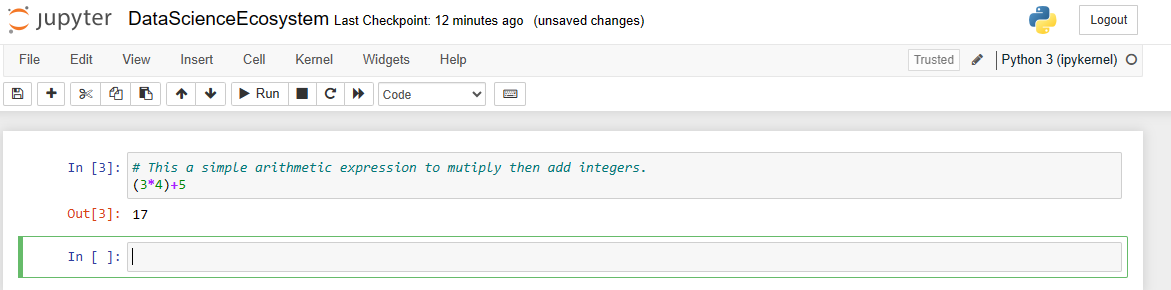 jupyter DataScienceEcosystem Last Checkpoint: 12 minutes ago (unsaved changes) Logout
File Edit View Insert Cell Kernel Widgets Help Trusted Python 3 (ipykernel)
Run Code
In [3]: # This a simple arithmetic expression to mutiply then add integers.
(3*4)+5
Out[3]: 17
In [ ]: